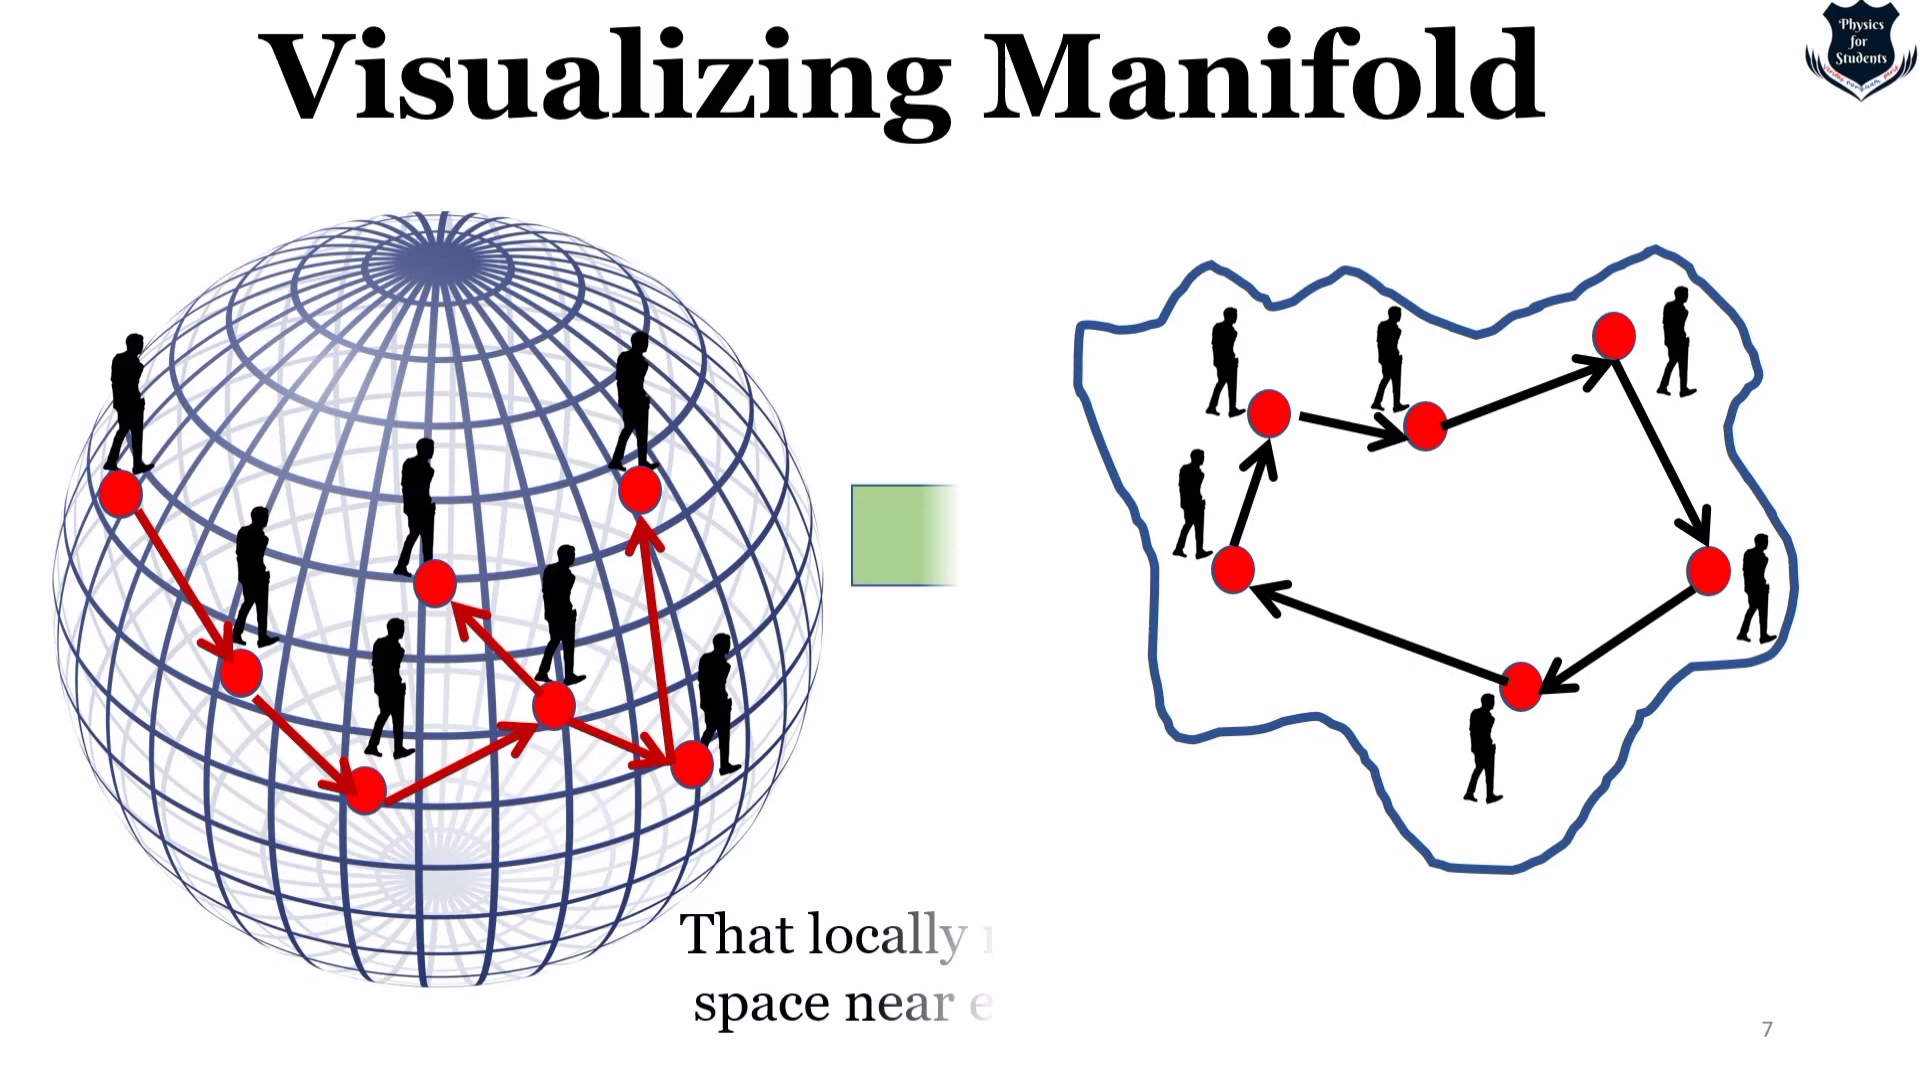 Visualizing Manifold
Physics
for
Students
That locally
space near
7